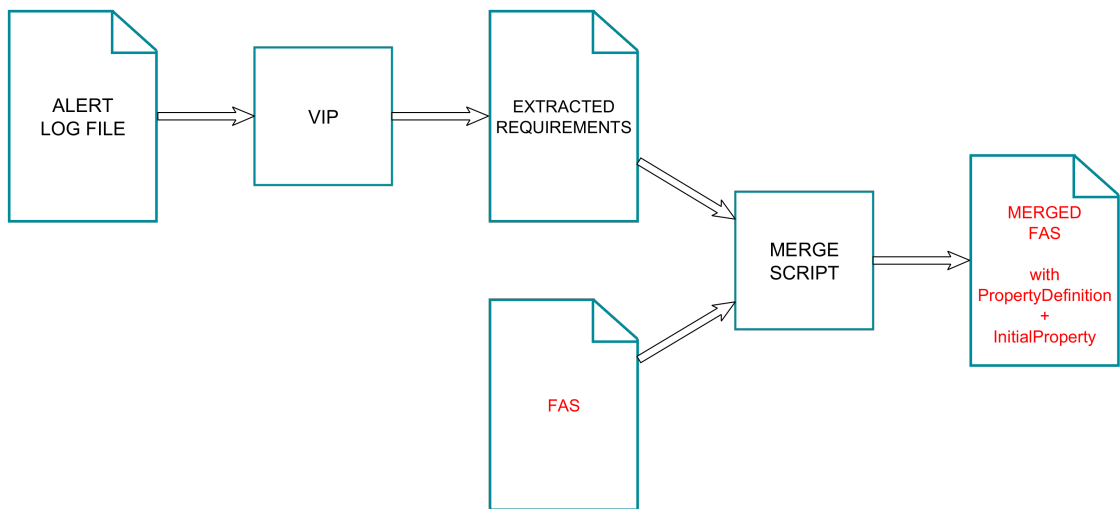 ALERT
LOG FILE
VIP
EXTRACTED
REQUIREMENTS
MERGE
SCRIPT
MERGED
FAS
with
PropertyDefinition
+
InitialProperty
FAS